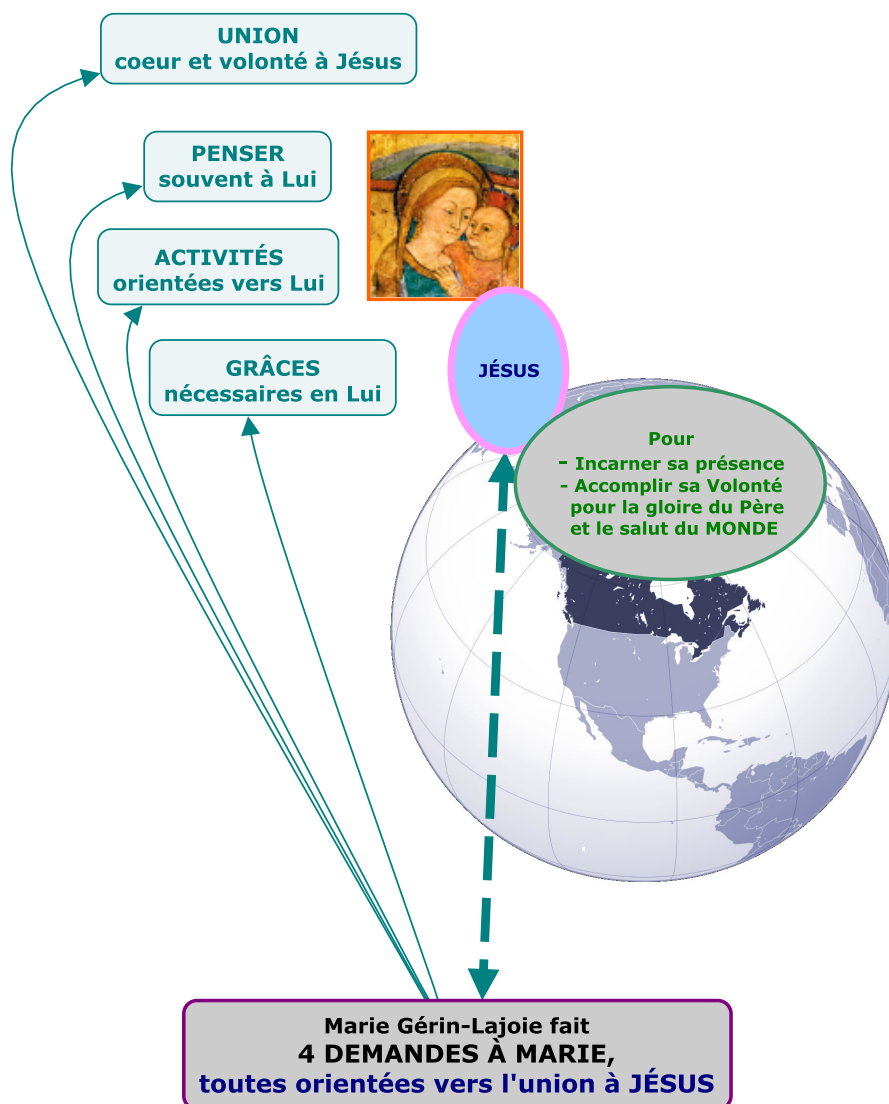 UNION
coeur et volonté à Jésus
PENSER
souvent à Lui
ACTIVITÉS
orientées vers Lui
GRÂCES
nécessaires en Lui
JÉSUS
Pour
- Incarner sa présence
- Accomplir sa Volonté
pour la gloire du Père
et le salut du MONDE
Marie Gérin-Lajoie fait
4 DEMANDES À MARIE,
toutes orientées vers l'union à JÉSUS